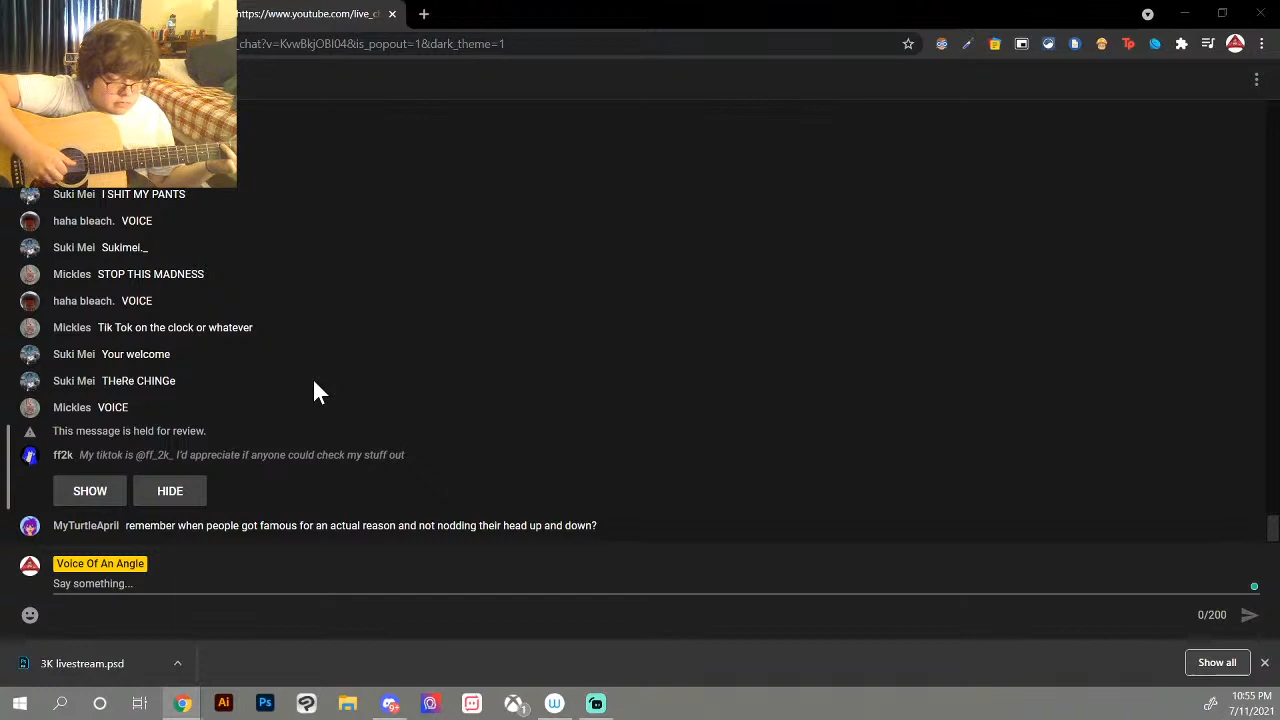 https://www.youtube.com/live_c
_chat?v=KvwBkjOBI04&is_popout=1&dark_theme=1
Suki Mei I SHIT MY PANTS
haha bleach. VOICE
Suki Mei Sukimei._
Mickles STOP THIS MADNESS
haha bleach. VOICE
Mickles Tik Tok on the clock or whatever
Suki Mei Your welcome
Suki Mei THeRe CHINGe
Mickles VOICE
This message is held for review.
ff2k My tiktok is @ff_2k_ I'd appreciate if anyone could check my stuff out
SHOW HIDE
MyTurtleApril remember when people got famous for an actual reason and not nodding their head up and down?
Voice Of An Angle
Say something...
0/200
3K livestream.psd
Show all
Ai Ps
10:55 PM
7/11/2021